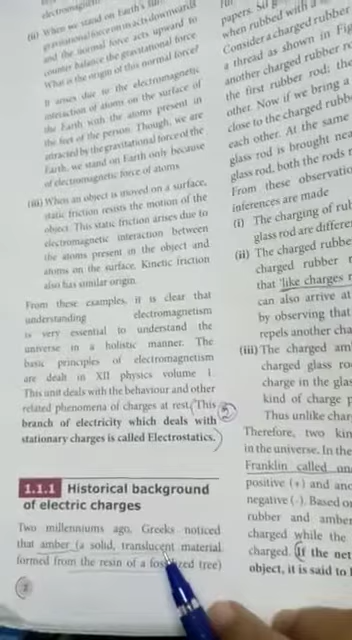 electromagnetism
(ii) When we stand on Earth's
gravitational force on us acts downwards
and the normal force acts upward to
counter balance the gravitational force
What is the origin of this normal force?
It arises due to the electromagnetic
interaction of atoms on the surface of
the Earth with the atoms present in
the feet of the person. Though, we are
attracted by the gravitational force of the
Earth, we stand on Earth only because
of electromagnetic force of atoms.
(iii) When an object is moved on a surface,
static friction resists the motion of the
object. This static friction arises due to
electromagnetic interaction between
the atoms present in the object and
atoms on the surface. Kinetic friction
also has similar origin.
From these examples, it is clear that
understanding electromagnetism
is very essential to understand the
universe in a holistic manner. The
basic principles of electromagnetism
are dealt in XII physics volume 1.
This unit deals with the behaviour and other
related phenomena of charges at rest. This
branch of electricity which deals with
stationary charges is called Electrostatics.
1.1.1 Historical background
of electric charges
Two millenniums ago, Greeks noticed
that amber (a solid, translucent material
formed from the resin of a fossilized tree)
2
papers. So
when rubbed with a
Consider a charged rubber
a thread as shown in Fig
another charged rubber
the first rubber rod; the
other. Now if we bring a
close to the charged rubb
each other. At the same
glass rod is brought nea
glass rod, both the rods
From these observatio
inferences are made
(i) The charging of rub
glass rod are differe
(ii) The charged rubbe
charged rubber
that 'like charges
can also arrive at
by observing that
repels another cha
(iii) The charged am
charged glass ro
charge in the glas
kind of charge p
Thus unlike char
Therefore, two kin
in the universe. In the
Franklin called on
positive (+) and
negative (-). Based o
rubber and amber
charged while the
charged. If the net
object, it is said to